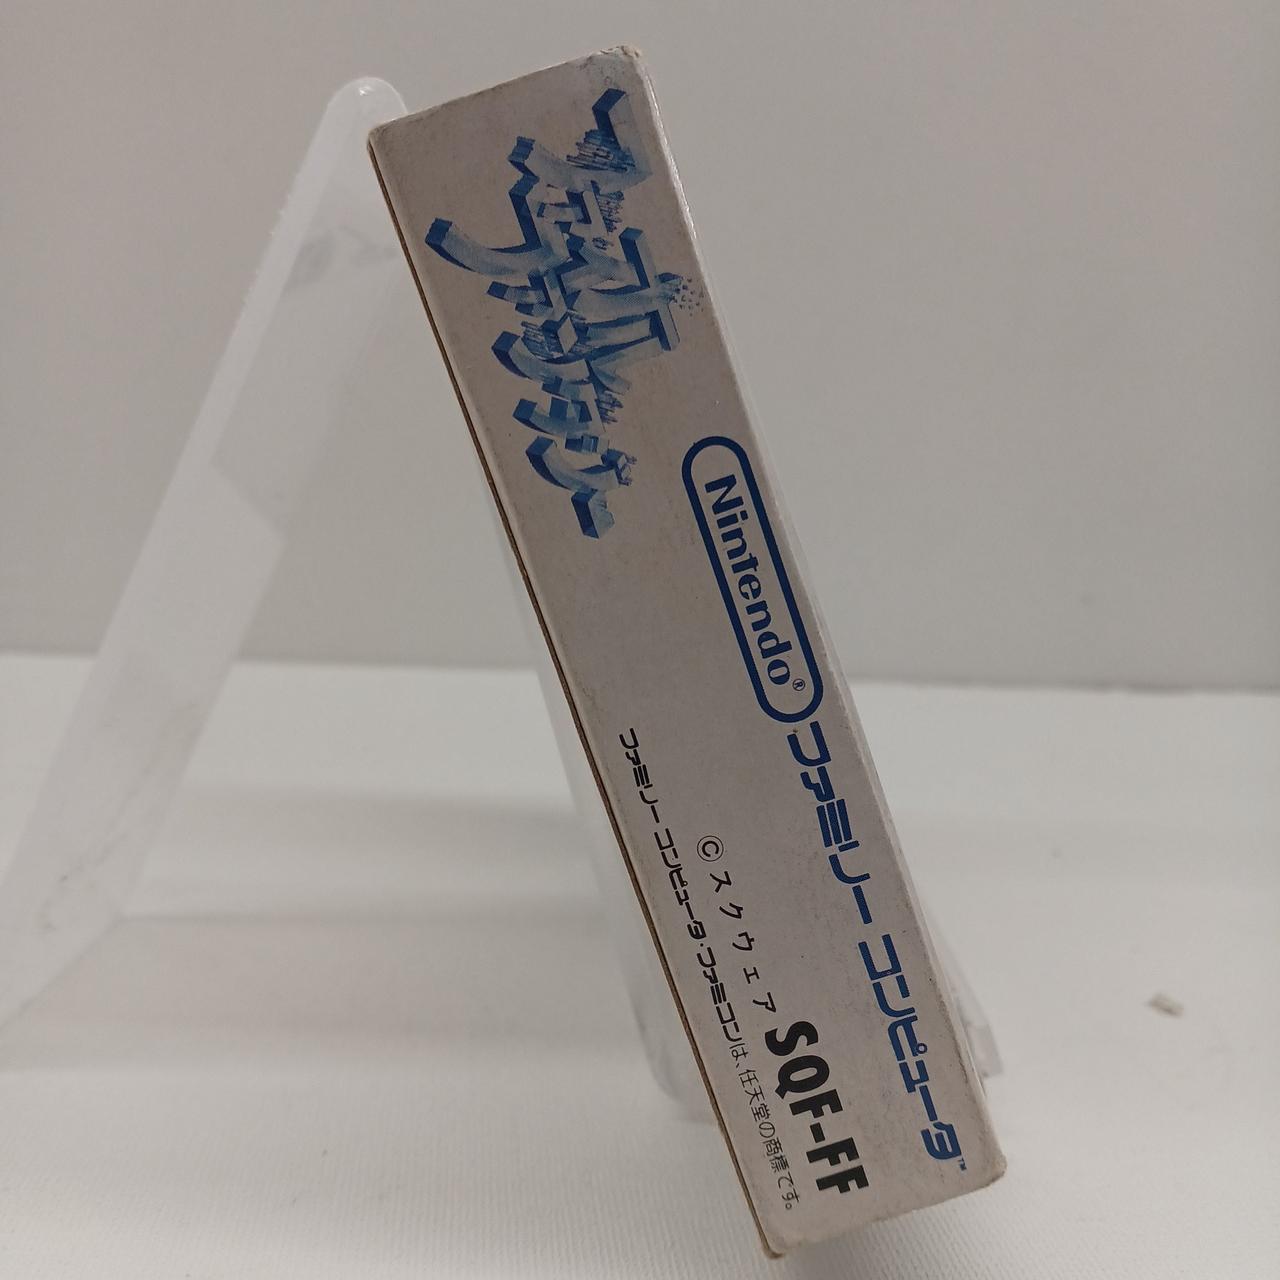 ファイナルファンタジー
Nintendo®
ファミリー コンピュータ™
© スクウェア
SQF-FF
ファミリー コンピュータ・ファミコンは、任天堂の商標です。